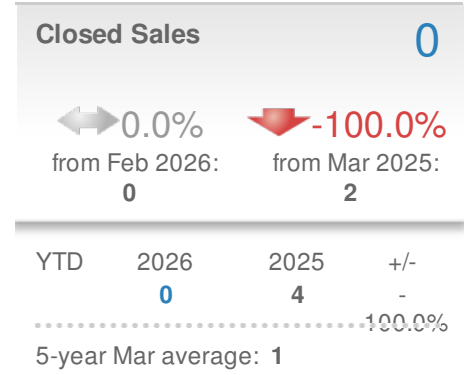 Closed Sales 0
0.0% -100.0%
from Feb 2026: from Mar 2025:
0 2
YTD 2026 2025 +/-
0 4 -
100.0%
5-year Mar average: 1